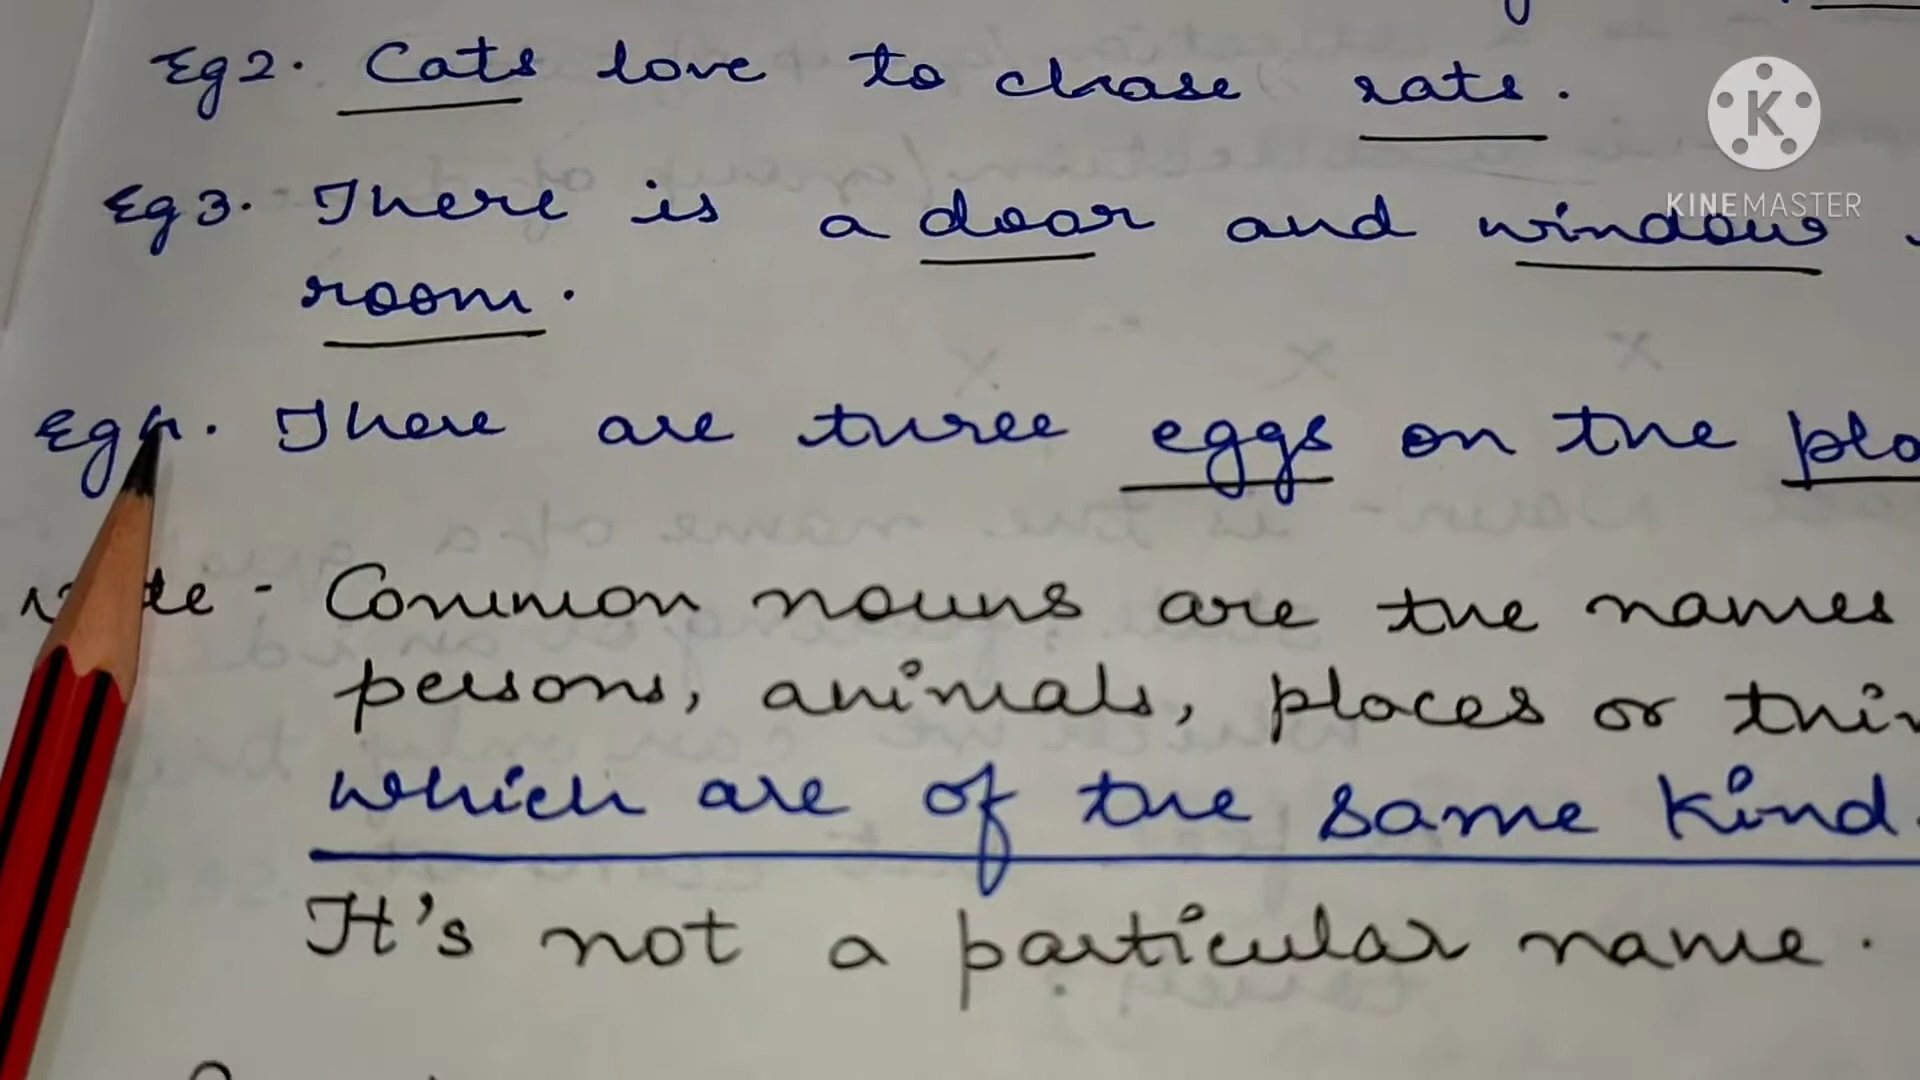 Eg2. Cats love to chase rats.
K
KINEMASTER
Eg3. There is a door and window
room.
Eg4. There are three eggs on the
Note - Common nouns are the names
persons, animals, places or
which are of the same kind.
It's not a particular name.